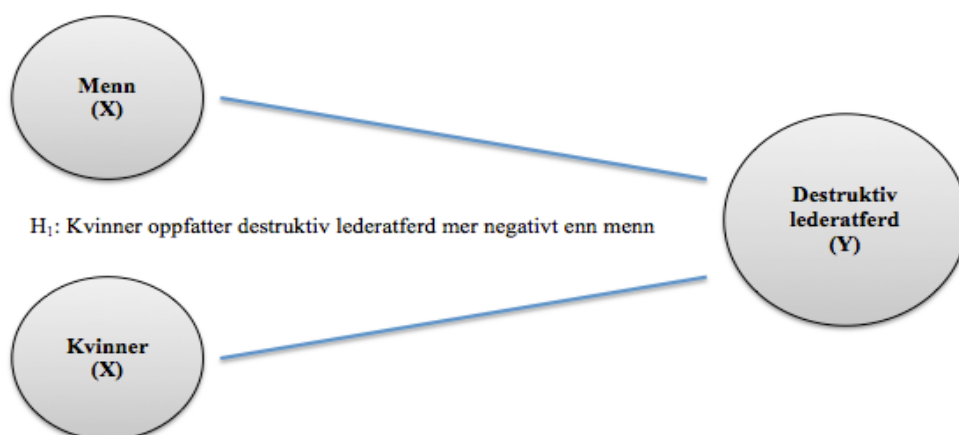 Menn
(X)
Destruktiv
lederatferd
(Y)
H₁: Kvinner oppfatter destruktiv lederatferd mer negativt enn menn
Kvinner
(X)